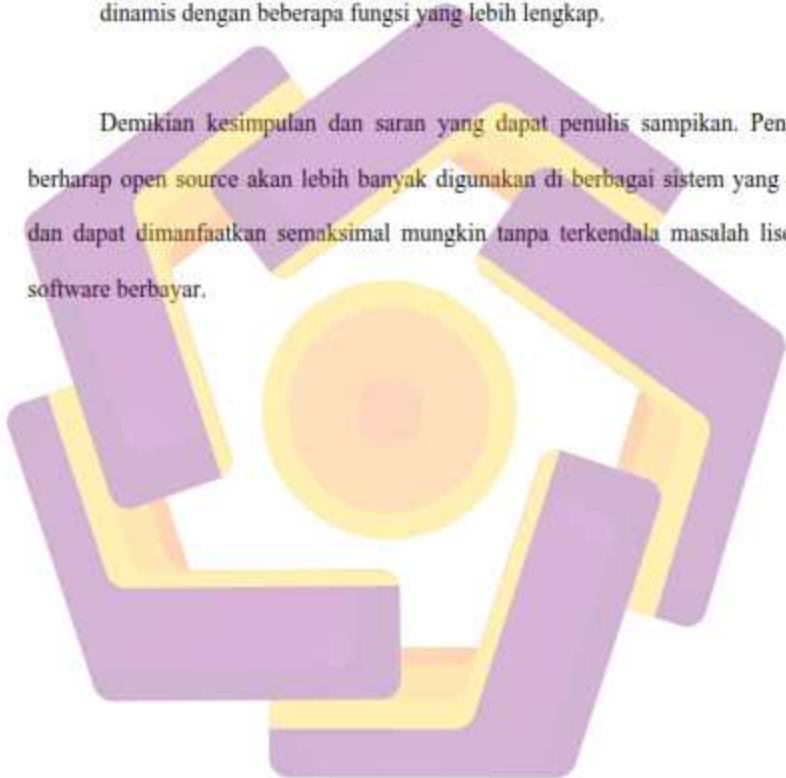 dinamis dengan beberapa fungsi yang lebih lengkap.
Demikian kesimpulan dan saran yang dapat penulis sampikan. Pen
berharap open source akan lebih banyak digunakan di berbagai sistem yang
dan dapat dimanfaatkan semaksimal mungkin tanpa terkendala masalah lise
software berbayar.